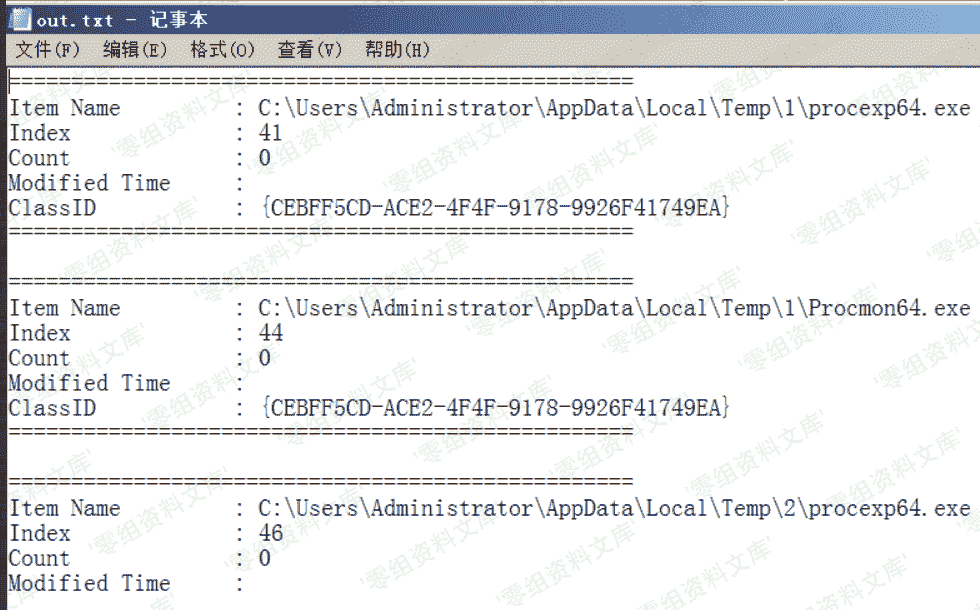 out.txt - 记事本
文件(F) 编辑(E) 格式(O) 查看(V) 帮助(H)
==================================================
Item Name : C:\Users\Administrator\AppData\Local\Temp\1\procexp64.exe
Index : 41
Count : 0
Modified Time :
ClassID : {CEBFF5CD-ACE2-4F4F-9178-9926F41749EA}
==================================================
==================================================
Item Name : C:\Users\Administrator\AppData\Local\Temp\1\Procmon64.exe
Index : 44
Count : 0
Modified Time :
ClassID : {CEBFF5CD-ACE2-4F4F-9178-9926F41749EA}
==================================================
==================================================
Item Name : C:\Users\Administrator\AppData\Local\Temp\2\procexp64.exe
Index : 46
Count : 0
Modified Time :
零组资料文库